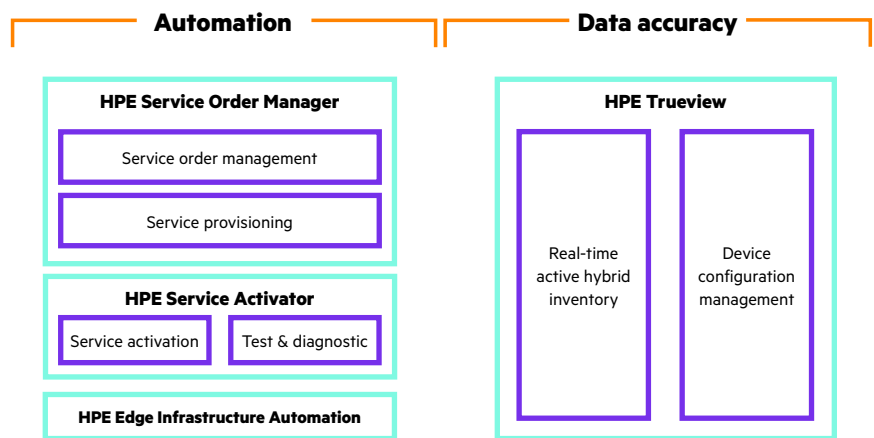 Automation
Data accuracy
HPE Service Order Manager
Service order management
Service provisioning
HPE Service Activator
Service activation
Test & diagnostic
HPE Edge Infrastructure Automation
HPE Trueview
Real-time
active hybrid
inventory
Device
configuration
management